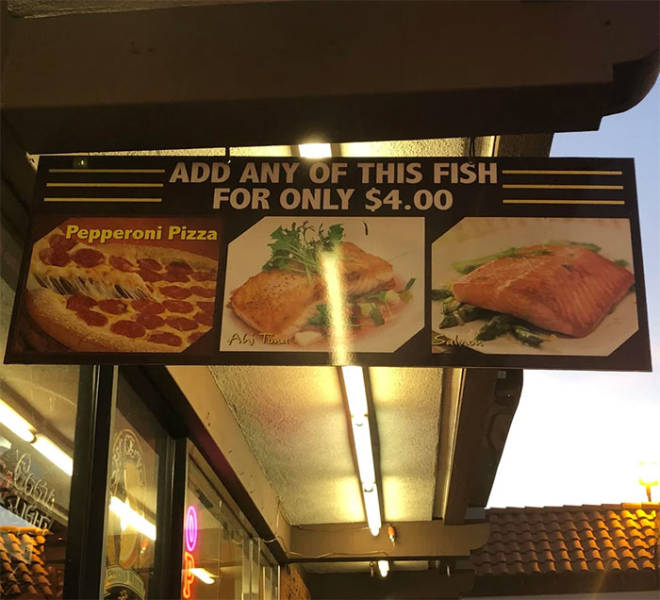 ADD ANY OF THIS FISH
FOR ONLY $4.00
Pepperoni Pizza
Ahi Tuna
Salmon